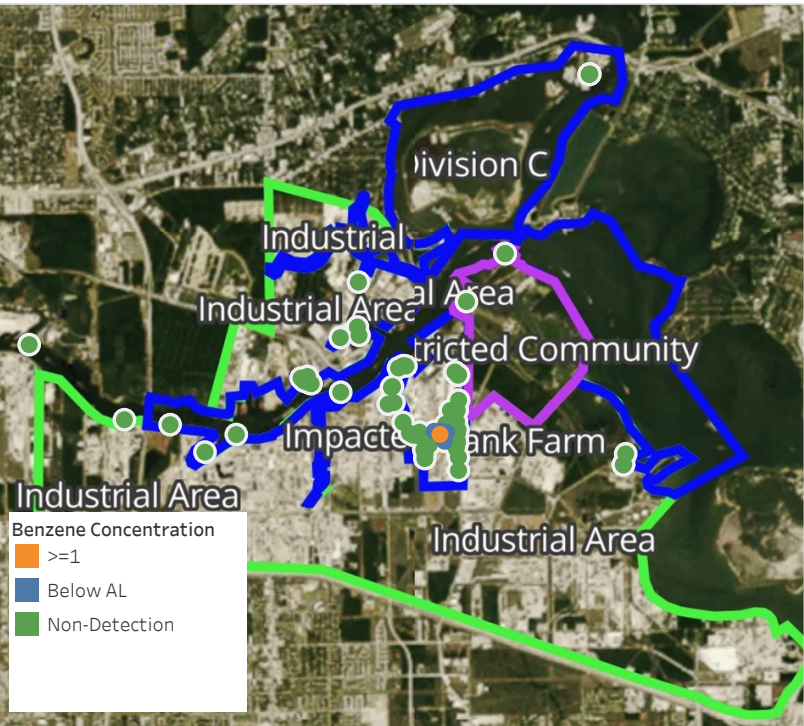 Division C
Industrial
al Area
Industrial Area
tricted Community
Impacte
ank Farm
Industrial Area
Industrial Area
Benzene Concentration
>=1
Below AL
Non-Detection